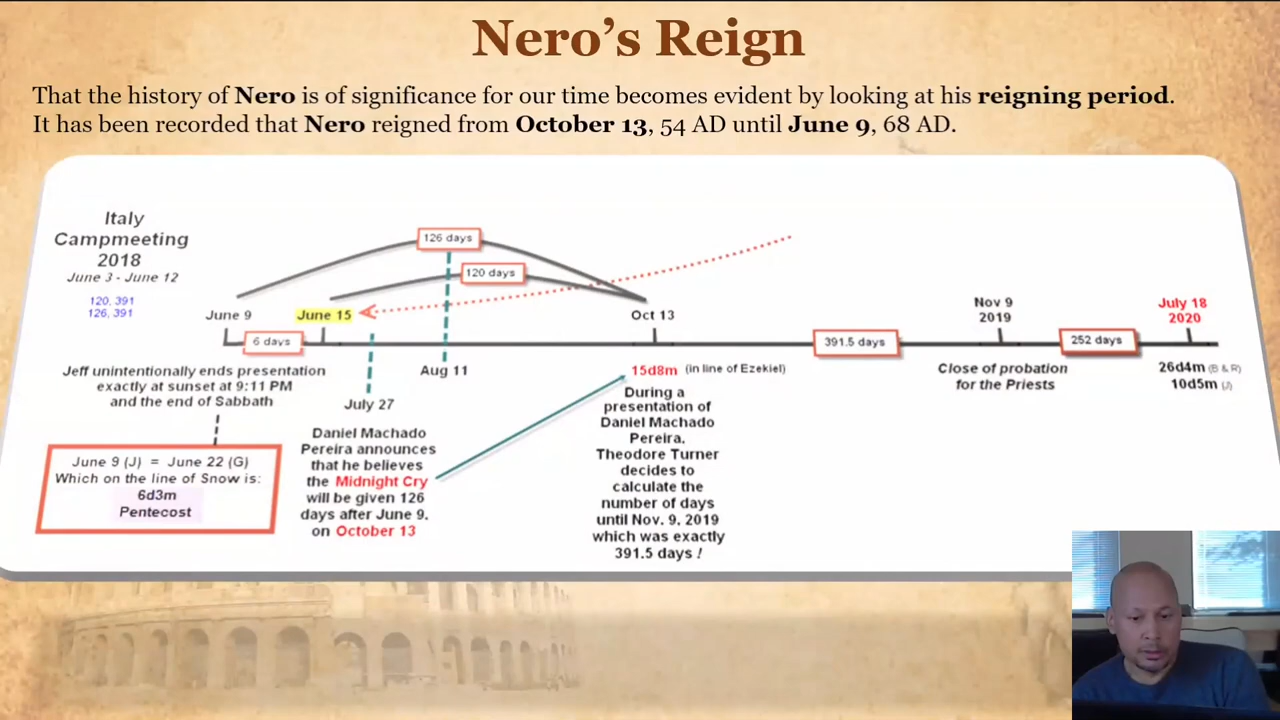 Nero's Reign
That the history of Nero is of significance for our time becomes evident by looking at his reigning period.
It has been recorded that Nero reigned from October 13, 54 AD until June 9, 68 AD.
Italy
Campmeeting
2018
June 3 - June 12
120, 391
126, 391
126 days
120 days
June 9
June 15
Oct 13
Nov 9
2019
July 18
2020
6 days
391.5 days
252 days
Jeff unintentionally ends presentation
exactly at sunset at 9:11 PM
and the end of Sabbath
June 9 (J) = June 22 (G)
Which on the line of Snow is:
6d3m
Pentecost
Aug 11
July 27
Daniel Machado
Pereira announces
that he believes
the Midnight Cry
will be given 126
days after June 9.
on October 13
15d8m (in line of Ezekiel)
During a
presentation of
Daniel Machado
Pereira.
Theodore Turner
decides to
calculate the
number of days
until Nov. 9. 2019
which was exactly
391.5 days !
Close of probation
for the Priests
26d4m (B & R)
10d5m (J)